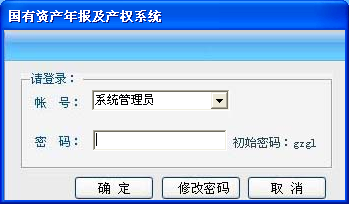 国有资产年报及产权系统
请登录：
帐 号： 系统管理员
密 码： 初始密码：gzgl
确 定 修改密码 取 消